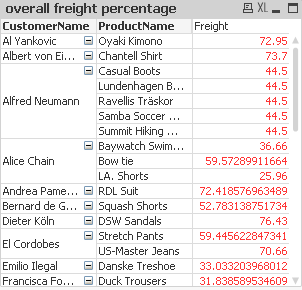 overall freight percentage XL
CustomerName ProductName Freight
Al Yankovic Oyaki Kimono 72.95
Albert von Ei... Chantell Shirt 73.7
Alfred Neumann Casual Boots 44.5
Lundenhagen B... 44.5
Ravellis Träskor 44.5
Samba Soccer ... 44.5
Summit Hiking ... 44.5
Alice Chain Baywatch Swim... 36.66
Bow tie 59.57289911664
LA. Shorts 25.96
Andrea Pame... RDL Suit 72.418576963489
Bernard de G... Squash Shorts 52.783138751734
Dieter Köln DSW Sandals 76.43
El Cordobes Stretch Pants 59.445622847341
US-Master Jeans 70.66
Emilio Ilegal Danske Treshoe 33.033203968012
Francisca Fo... Duck Trousers 31.838589534609